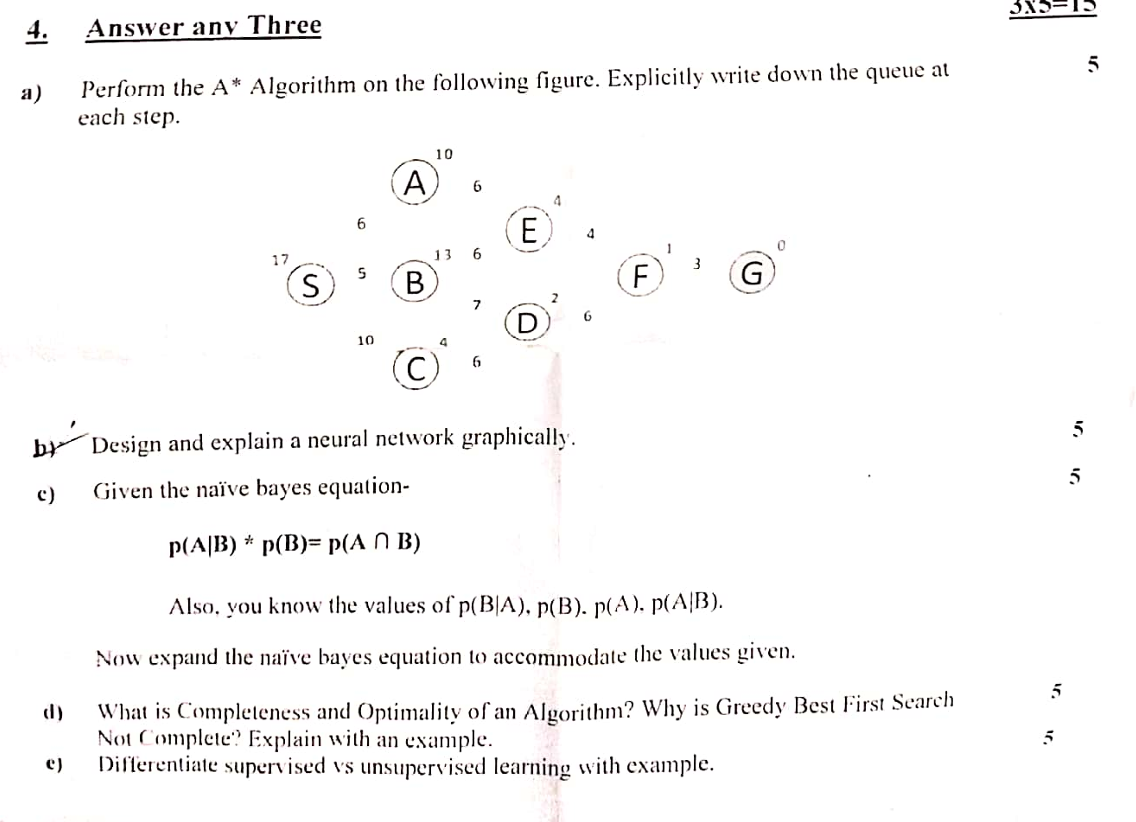 3x5=15
4. Answer any Three
a) Perform the A* Algorithm on the following figure. Explicitly write down the queue at 5
each step.
10
A
6
4
6
E
4
17
13
6
1
0
S
5
B
F
3
G
7
2
D
6
10
4
C
6
b) Design and explain a neural network graphically. 5
c) Given the naïve bayes equation- 5
p(A|B) * p(B)= p(A ∩ B)
Also, you know the values of p(B|A), p(B). p(A). p(A|B).
Now expand the naïve bayes equation to accommodate the values given.
d) What is Completeness and Optimality of an Algorithm? Why is Greedy Best First Search 5
Not Complete? Explain with an example.
e) Differentiate supervised vs unsupervised learning with example. 5